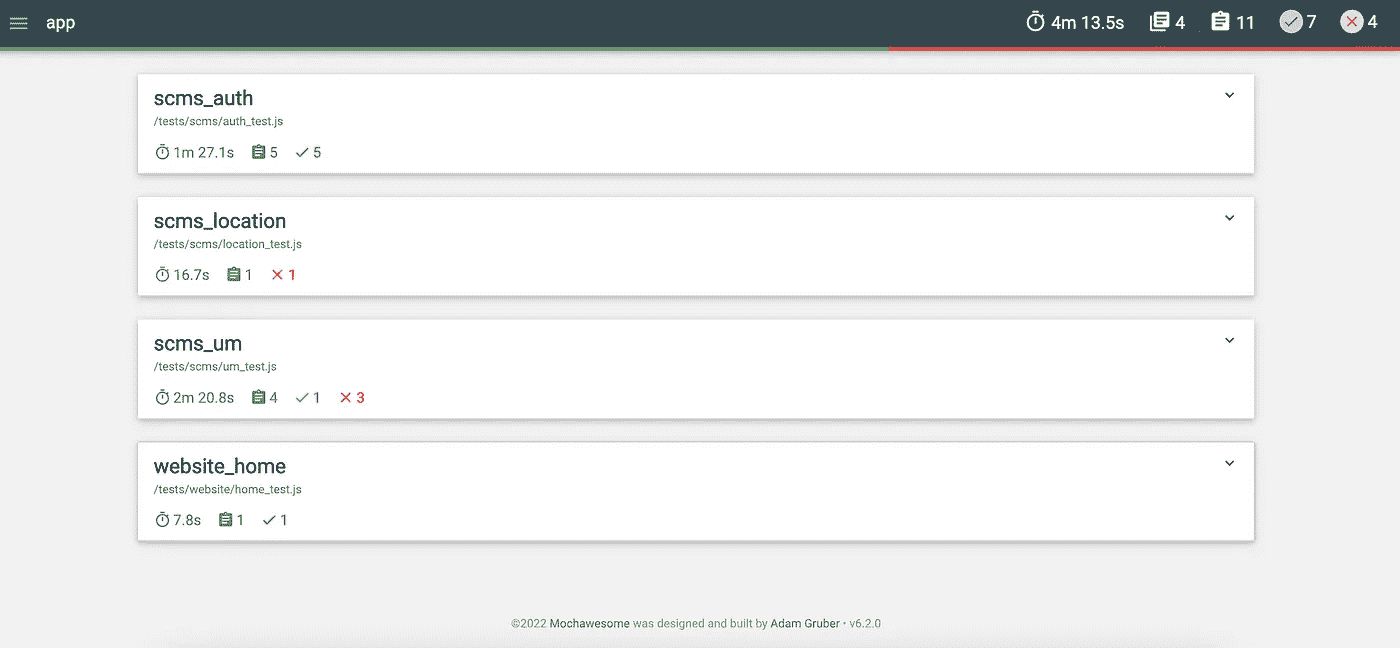 app 4m 13.5s 4 11 7 4
scms_auth
/tests/scms/auth_test.js
1m 27.1s 5 5
scms_location
/tests/scms/location_test.js
16.7s 1 1
scms_um
/tests/scms/um_test.js
2m 20.8s 4 1 3
website_home
/tests/website/home_test.js
7.8s 1 1
©2022 Mochawesome was designed and built by Adam Gruber • v6.2.0